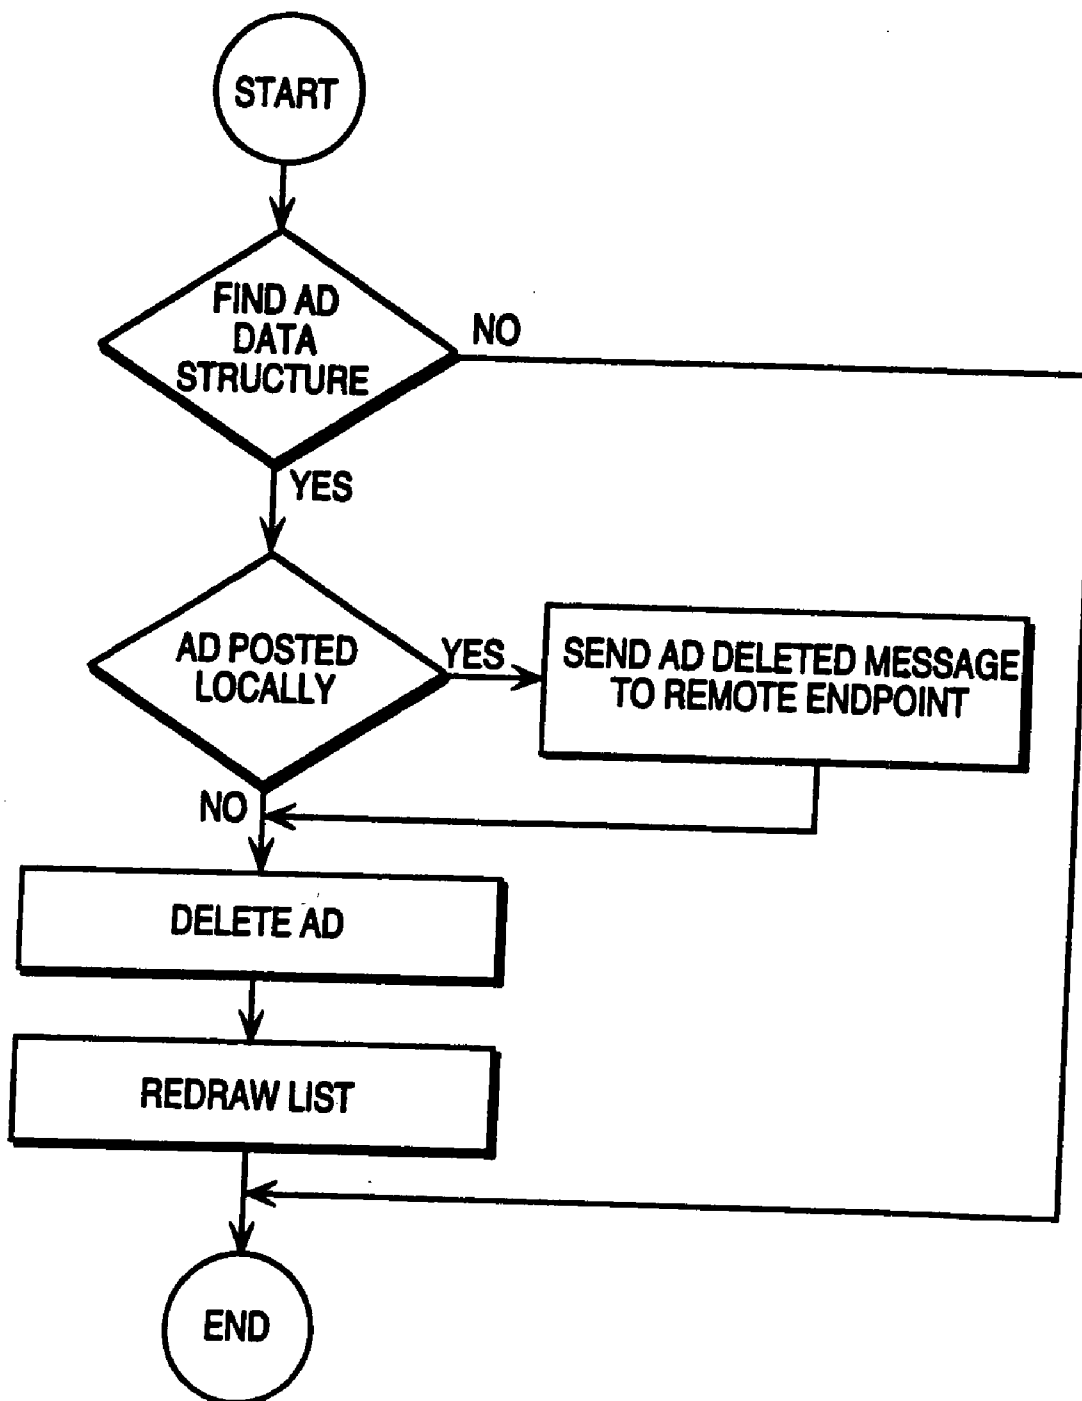 START
FIND AD
DATA
STRUCTURE
NO
YES
AD POSTED
LOCALLY
YES
SEND AD DELETED MESSAGE
TO REMOTE ENDPOINT
NO
DELETE AD
REDRAW LIST
END